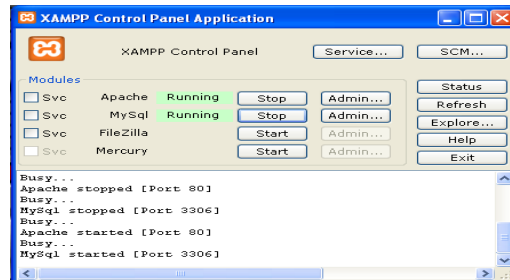 XAMPP Control Panel Application
XAMPP Control Panel Service... SCM...
Modules
Svc Apache Running Stop Admin...
Svc MySql Running Stop Admin...
Svc FileZilla Start Admin...
Svc Mercury Start Admin...
Status
Refresh
Explore...
Help
Exit
Busy...
Apache stopped [Port 80]
Busy...
MySql stopped [Port 3306]
Busy...
Apache started [Port 80]
Busy...
MySql started [Port 3306]